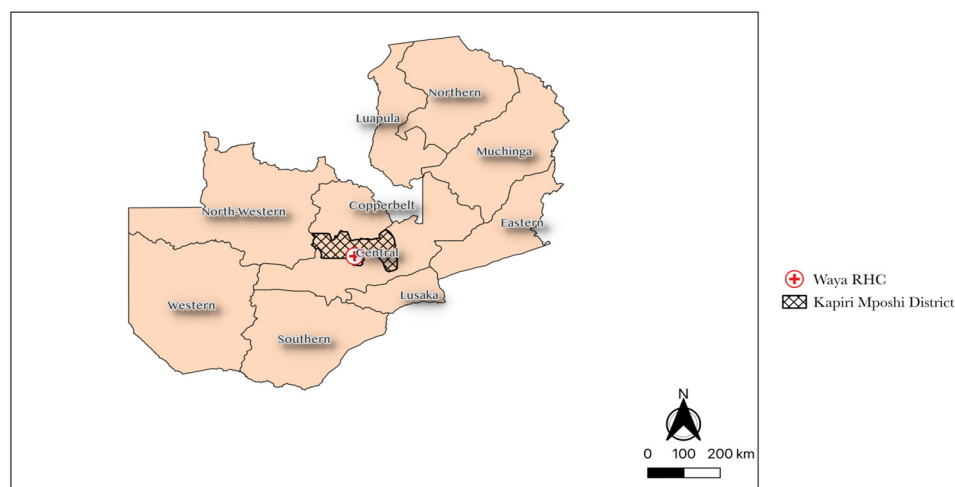 Northern
Luapula
Muchinga
Copperbelt
North-Western
Eastern
Central
Lusaka
Western
Southern
Waya RHC
Kapiri Mposhi District
N
0 100 200 km